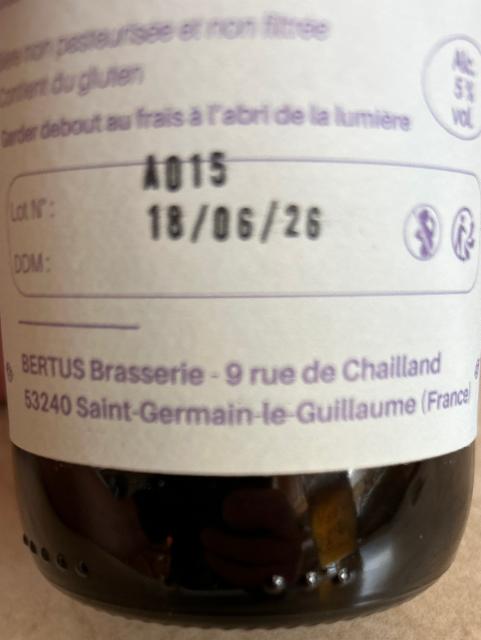 Bière non pasteurisée et non filtrée
Contient du gluten
Garder debout au frais à l'abri de la lumière
Alc.
5%
vol.
A015
Lot N° :
18/06/26
DDM :
BERTUS Brasserie - 9 rue de Chailland
53240 Saint-Germain-le-Guillaume (France)